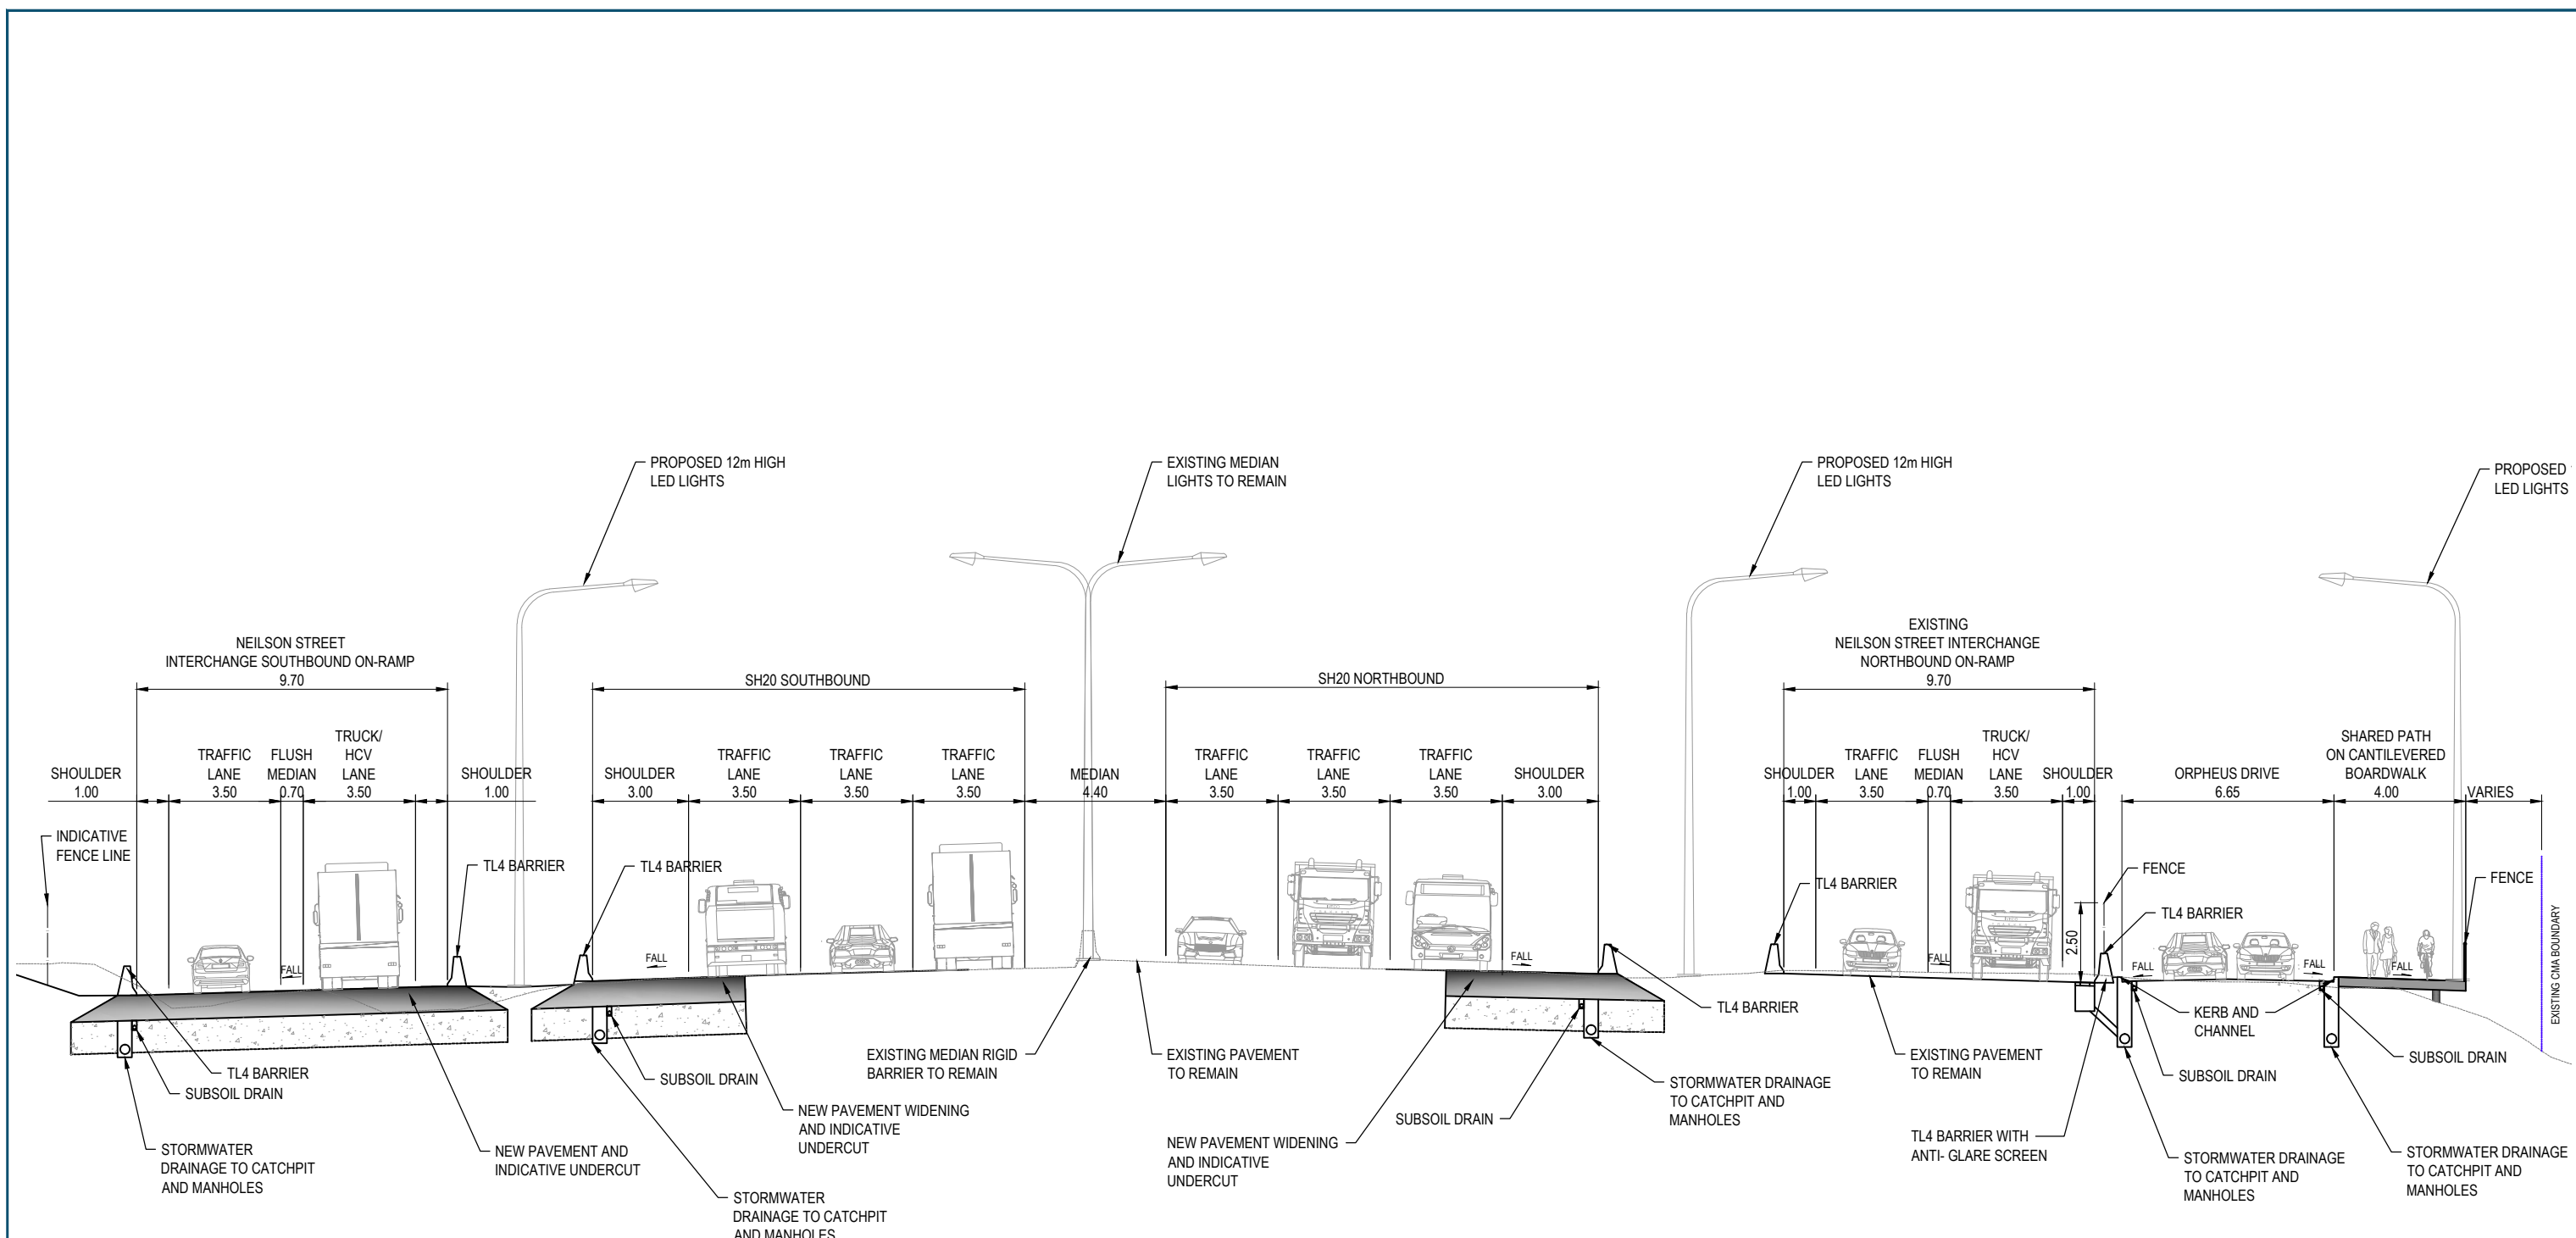 PROPOSED 12m HIGH
LED LIGHTS
EXISTING MEDIAN
LIGHTS TO REMAIN
PROPOSED 12m HIGH
LED LIGHTS
PROPOSED
LED LIGHTS
NEILSON STREET
INTERCHANGE SOUTHBOUND ON-RAMP
9.70
SH20 SOUTHBOUND
SH20 NORTHBOUND
EXISTING
NEILSON STREET INTERCHANGE
NORTHBOUND ON-RAMP
9.70
SHOULDER
1.00
TRAFFIC
LANE
3.50
FLUSH
MEDIAN
0.70
TRUCK/
HCV
LANE
3.50
SHOULDER
1.00
SHOULDER
3.00
TRAFFIC
LANE
3.50
TRAFFIC
LANE
3.50
TRAFFIC
LANE
3.50
MEDIAN
4.40
TRAFFIC
LANE
3.50
TRAFFIC
LANE
3.50
TRAFFIC
LANE
3.50
SHOULDER
3.00
SHOULDER
1.00
TRAFFIC
LANE
3.50
FLUSH
MEDIAN
0.70
TRUCK/
HCV
LANE
3.50
SHOULDER
1.00
ORPHEUS DRIVE
6.65
SHARED PATH
ON CANTILEVERED
BOARDWALK
4.00
VARIES
INDICATIVE
FENCE LINE
TL4 BARRIER
TL4 BARRIER
TL4 BARRIER
FENCE
TL4 BARRIER
FENCE
2.50
EXISTING CMA BOUNDARY
FALL
FALL
FALL
FALL
FALL
FALL
FALL
TL4 BARRIER
SUBSOIL DRAIN
STORMWATER
DRAINAGE TO CATCHPIT
AND MANHOLES
NEW PAVEMENT AND
INDICATIVE UNDERCUT
SUBSOIL DRAIN
NEW PAVEMENT WIDENING
AND INDICATIVE
UNDERCUT
STORMWATER
DRAINAGE TO CATCHPIT
AND MANHOLES
EXISTING MEDIAN RIGID
BARRIER TO REMAIN
EXISTING PAVEMENT
TO REMAIN
NEW PAVEMENT WIDENING
AND INDICATIVE
UNDERCUT
SUBSOIL DRAIN
STORMWATER DRAINAGE
TO CATCHPIT AND
MANHOLES
TL4 BARRIER
EXISTING PAVEMENT
TO REMAIN
TL4 BARRIER WITH
ANTI- GLARE SCREEN
KERB AND
CHANNEL
SUBSOIL DRAIN
STORMWATER DRAINAGE
TO CATCHPIT AND
MANHOLES
SUBSOIL DRAIN
STORMWATER DRAINAGE
TO CATCHPIT AND
MANHOLES